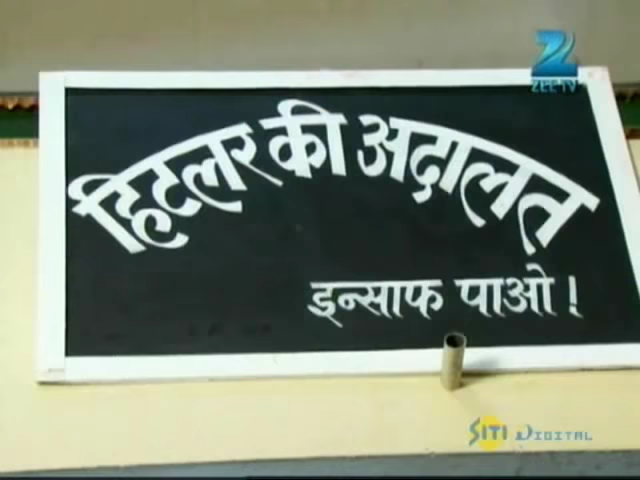 ZEE TV
हिटलर की अदालत
इन्साफ पाओ !
SITI DIGITAL